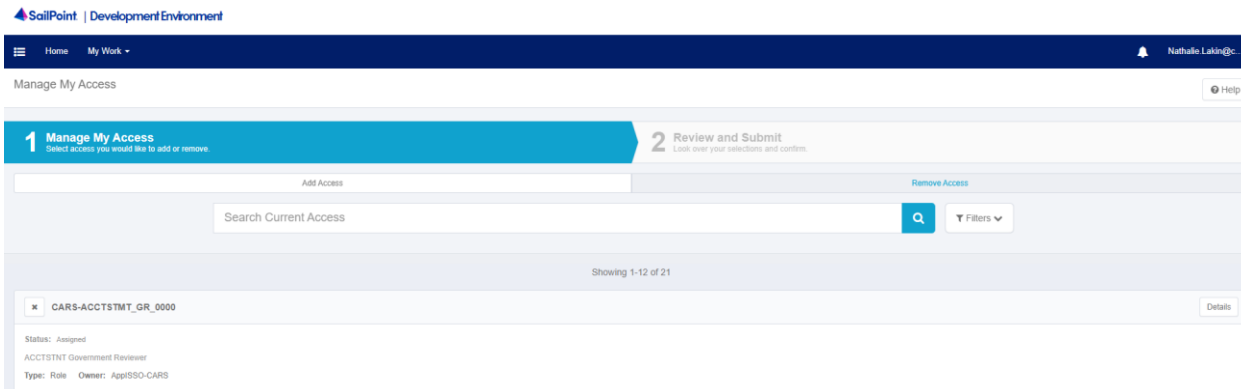 SailPoint | Development Environment
Home My Work
Nathalie.Lakin@c...
Manage My Access
Help
1 Manage My Access
Select access you would like to add or remove.
2 Review and Submit
Look over your selections and confirm.
Add Access
Remove Access
Search Current Access
Filters
Showing 1-12 of 21
CARS-ACCTSTMT_GR_0000
Details
Status: Assigned
ACCTSTNT Government Reviewer
Type: Role Owner: ApplSSO-CARS